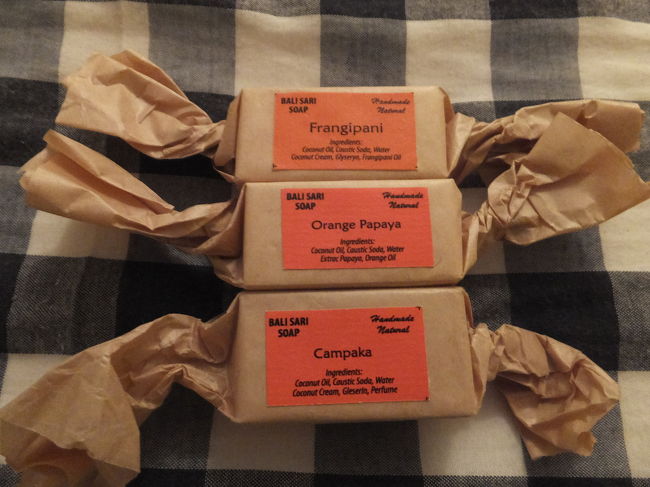 BALI SARI
SOAP
Handmade
Natural
Frangipani
Ingredients:
Coconut Oil, Caustic Soda, Water
Coconut Cream, Glyseryn, Frangipani Oil
BALI SARI
SOAP
Handmade
Natural
Orange Papaya
Ingredients:
Coconut Oil, Caustic Soda, Water
Extrac Papaya, Orange Oil
BALI SARI
SOAP
Handmade
Natural
Campaka
Ingredients:
Coconut Oil, Caustic Soda, Water
Coconut Cream, Gleserin, Perfume